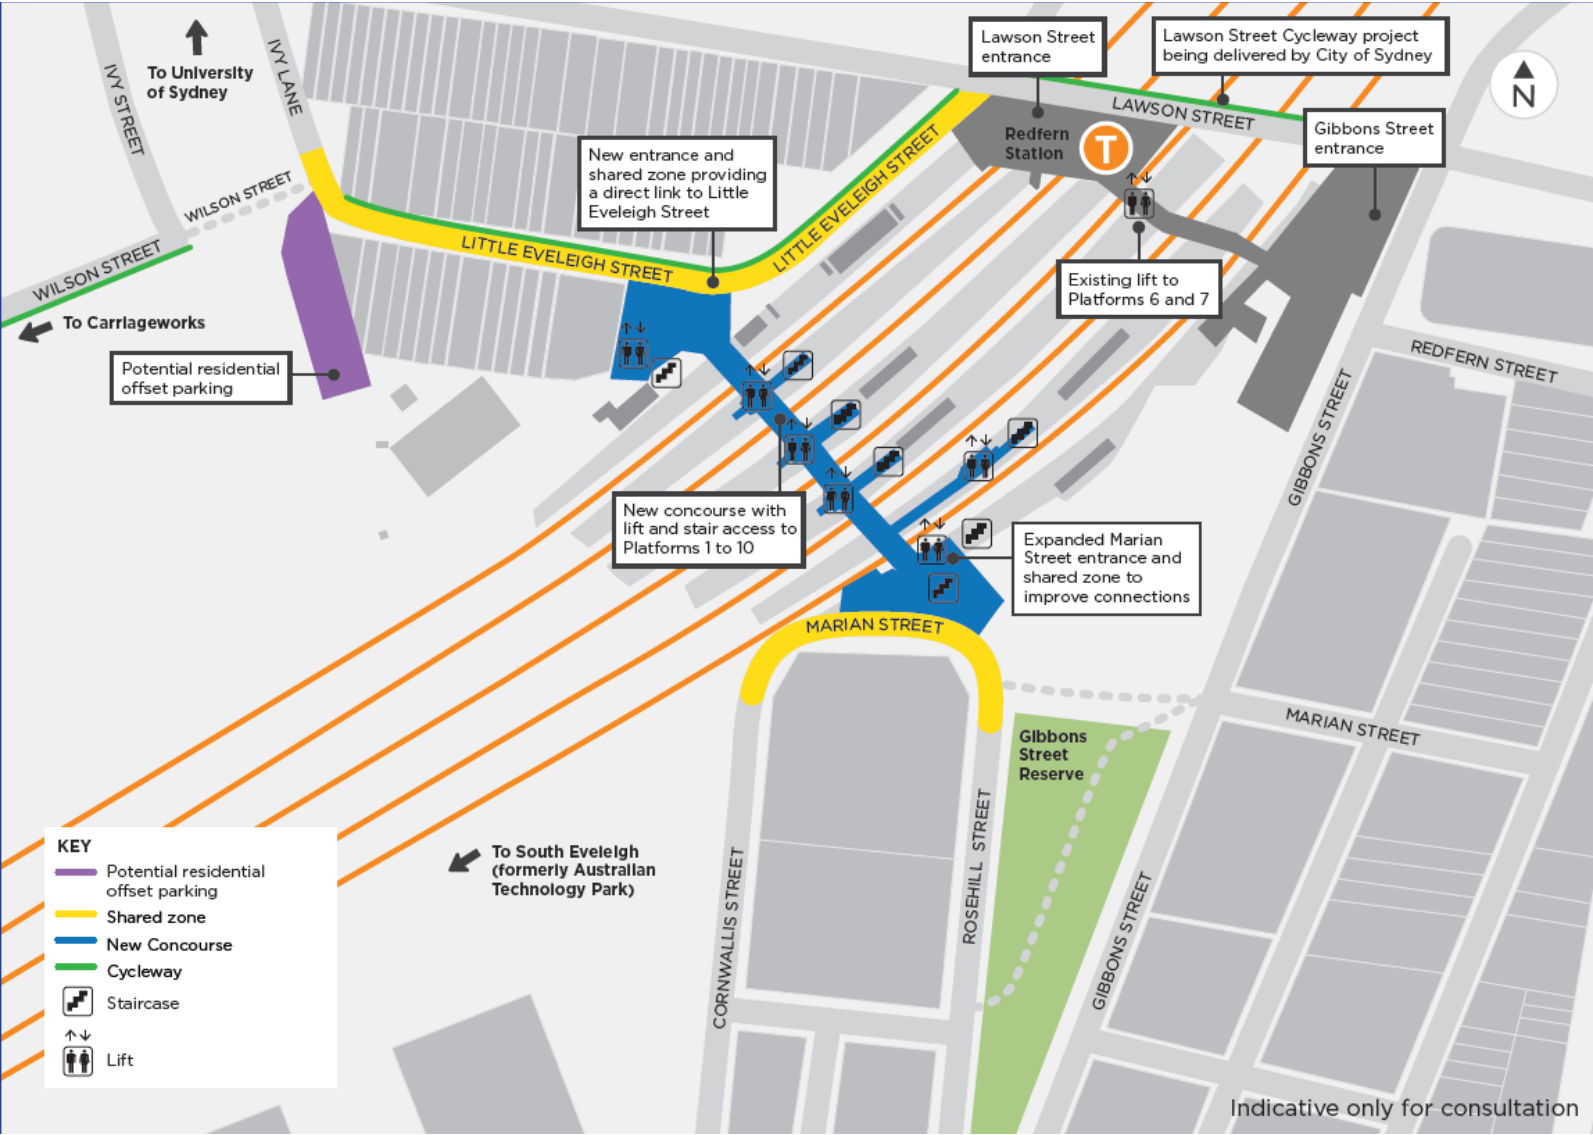 To University
of Sydney
IVY STREET
IVY LANE
Lawson Street
entrance
Lawson Street Cycleway project
being delivered by City of Sydney
N
LAWSON STREET
Gibbons Street
entrance
Redfern
Station
T
New entrance and
shared zone providing
a direct link to Little
Eveleigh Street
WILSON STREET
WILSON STREET
LITTLE EVELEIGH STREET
LITTLE EVELEIGH STREET
Existing lift to
Platforms 6 and 7
To Carriageworks
Potential residential
offset parking
REDFERN STREET
GIBBONS STREET
New concourse with
lift and stair access to
Platforms 1 to 10
Expanded Marian
Street entrance and
shared zone to
improve connections
MARIAN STREET
MARIAN STREET
Gibbons
Street
Reserve
To South Eveleigh
(formerly Australian
Technology Park)
CORNWALLIS STREET
ROSEHILL STREET
GIBBONS STREET
KEY
Potential residential
offset parking
Shared zone
New Concourse
Cycleway
Staircase
Lift
Indicative only for consultation